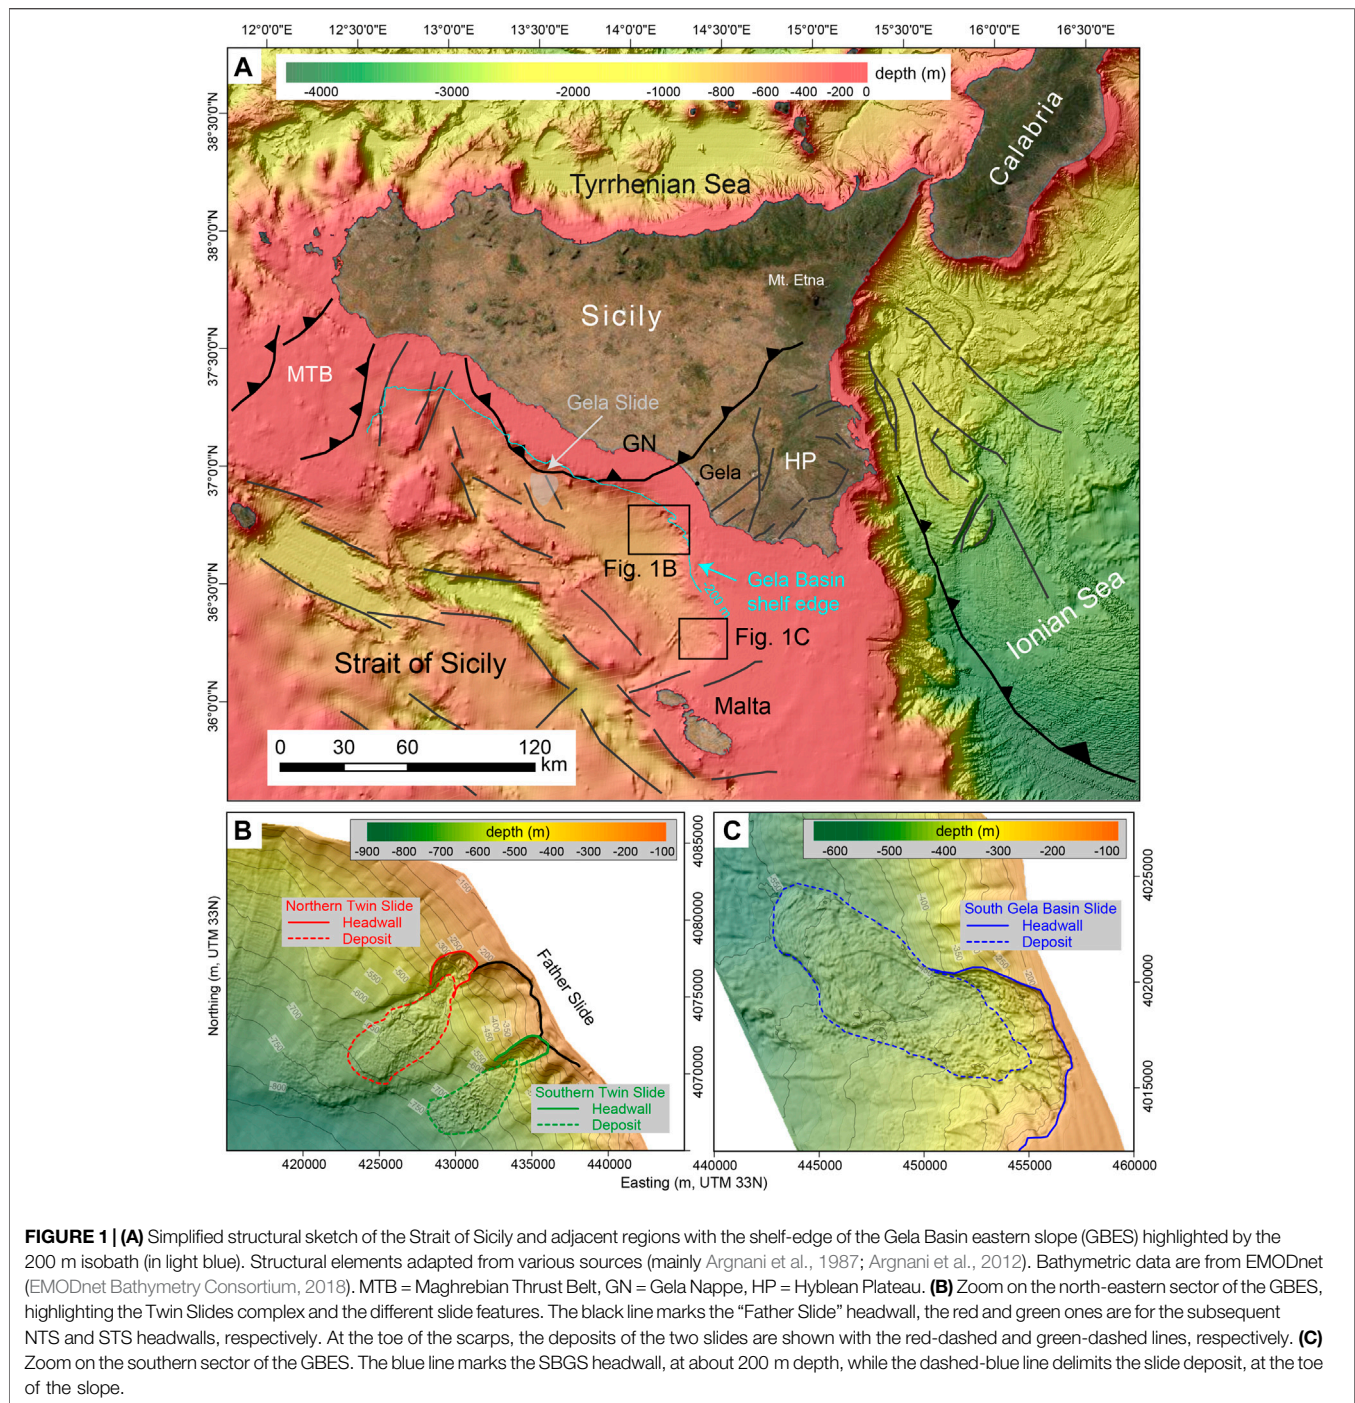 12°0'0"E 12°30'0"E 13°0'0"E 13°30'0"E 14°0'0"E 14°30'0"E 15°0'0"E 15°30'0"E 16°0'0"E 16°30'0"E
A
depth (m)
-4000 -3000 -2000 -1000 -800 -600 -400 -200 0
38°30'0"N
38°0'0"N
37°30'0"N
37°0'0"N
36°30'0"N
36°0'0"N
Calabria
Tyrrhenian Sea
Mt. Etna
Sicily
MTB
Gela Slide
GN
Gela
HP
Fig. 1B
Gela Basin
shelf edge
-200 m
Fig. 1C
Ionian Sea
Strait of Sicily
Malta
0 30 60 120
km
B
depth (m)
-900 -800 -700 -600 -500 -400 -300 -200 -100
Northern Twin Slide
Headwall
Deposit
Father Slide
Southern Twin Slide
Headwall
Deposit
4085000
4080000
4075000
4070000
Northing (m, UTM 33N)
420000 425000 430000 435000 440000
C
depth (m)
-600 -500 -400 -300 -200 -100
South Gela Basin Slide
Headwall
Deposit
4025000
4020000
4015000
440000 445000 450000 455000 460000
Easting (m, UTM 33N)
FIGURE 1 | (A) Simplified structural sketch of the Strait of Sicily and adjacent regions with the shelf-edge of the Gela Basin eastern slope (GBES) highlighted by the
200 m isobath (in light blue). Structural elements adapted from various sources (mainly Argnani et al., 1987; Argnani et al., 2012). Bathymetric data are from EMODnet
(EMODnet Bathymetry Consortium, 2018). MTB = Maghrebian Thrust Belt, GN = Gela Nappe, HP = Hyblean Plateau. (B) Zoom on the north-eastern sector of the GBES,
highlighting the Twin Slides complex and the different slide features. The black line marks the “Father Slide” headwall, the red and green ones are for the subsequent
NTS and STS headwalls, respectively. At the toe of the scarps, the deposits of the two slides are shown with the red-dashed and green-dashed lines, respectively. (C)
Zoom on the southern sector of the GBES. The blue line marks the SBGS headwall, at about 200 m depth, while the dashed-blue line delimits the slide deposit, at the toe
of the slope.